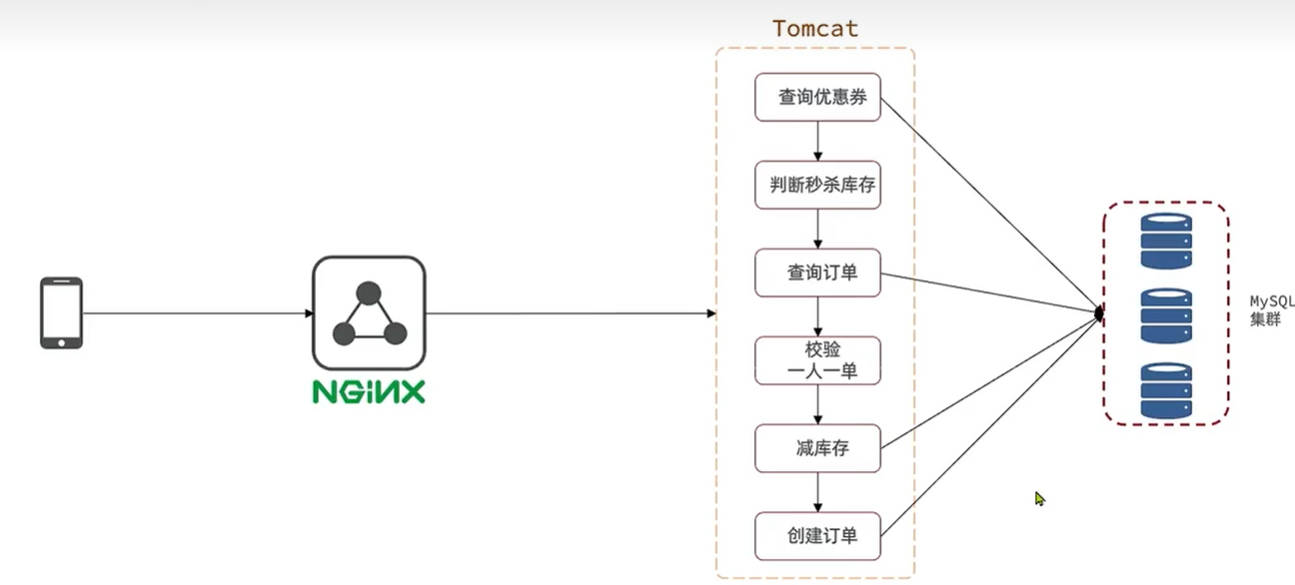 Tomcat
查询优惠券
判断秒杀库存
查询订单
校验
一人一单
减库存
创建订单
NGiNX
MySQL
集群